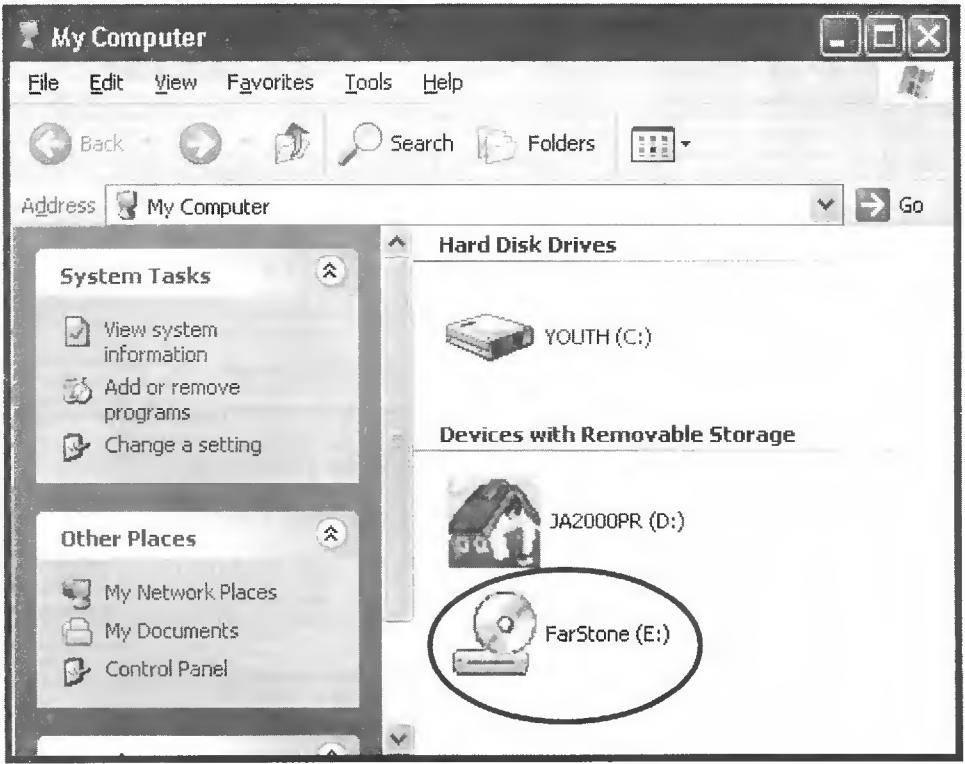 My Computer
File Edit View Favorites Tools Help
Back Search Folders
Address My Computer Go
System Tasks
View system
information
Add or remove
programs
Change a setting
Other Places
My Network Places
My Documents
Control Panel
Hard Disk Drives
YOUTH (C:)
Devices with Removable Storage
JA2000PR (D:)
FarStone (E:)